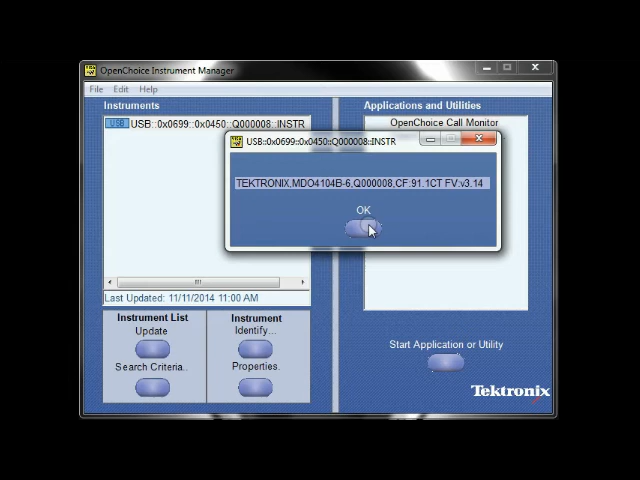 OpenChoice Instrument Manager
File Edit Help
Instruments
Applications and Utilities
USB USB::0x0699::0x0450::Q000008::INSTR
OpenChoice Call Monitor
USB::0x0699::0x0450::Q000008::INSTR
TEKTRONIX,MDO4104B-6,Q000008,CF:91.1CT FV:v3.14
OK
Last Updated: 11/11/2014 11:00 AM
Instrument List
Instrument
Update
Identify...
Search Criteria..
Properties.
Start Application or Utility
Tektronix